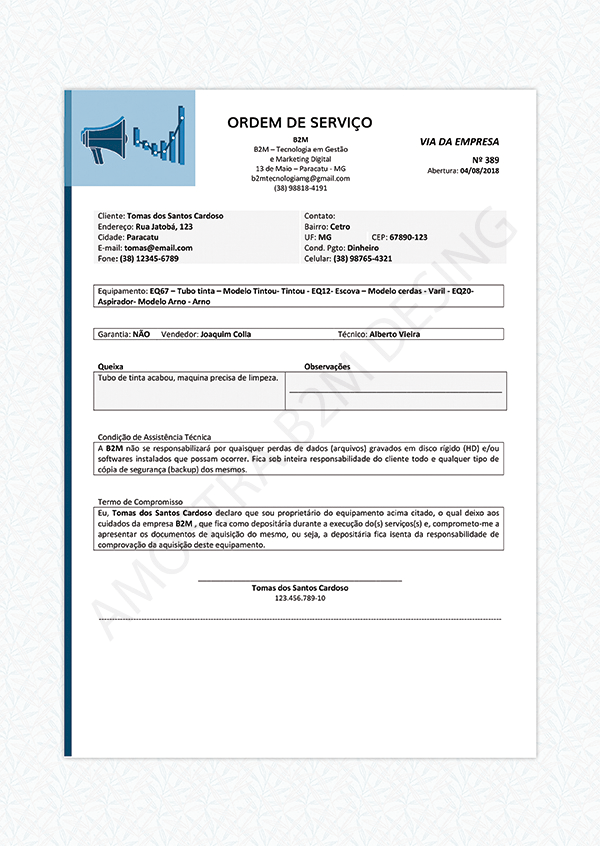 ORDEM DE SERVIÇO
B2M
B2M – Tecnologia em Gestão
e Marketing Digital
13 de Maio – Paracatu - MG
b2mtecnologiamg@gmail.com
(38) 98818-4191
VIA DA EMPRESA
Nº 389
Abertura: 04/08/2018
Cliente: Tomas dos Santos Cardoso
Endereço: Rua Jatobá, 123
Cidade: Paracatu
E-mail: tomas@email.com
Fone: (38) 12345-6789
Contato:
Bairro: Cetro
UF: MG CEP: 67890-123
Cond. Pgto: Dinheiro
Celular: (38) 98765-4321
Equipamento: EQ67 – Tubo tinta – Modelo Tintou- Tintou - EQ12- Escova – Modelo cerdas - Varil - EQ20-
Aspirador- Modelo Arno - Arno
Garantia: NÃO Vendedor: Joaquim Colla Técnico: Alberto Vieira
Queixa Observações
Tubo de tinta acabou, maquina precisa de limpeza.
Condição de Assistência Técnica
A B2M não se responsabilizará por quaisquer perdas de dados (arquivos) gravados em disco rígido (HD) e/ou
softwares instalados que possam ocorrer. Fica sob inteira responsabilidade do cliente todo e qualquer tipo de
cópia de segurança (backup) dos mesmos.
Termo de Compromisso
Eu, Tomas dos Santos Cardoso declaro que sou proprietário do equipamento acima citado, o qual deixo aos
cuidados da empresa B2M , que fica como depositária durante a execução do(s) serviços(s) e, comprometo-me a
apresentar os documentos de aquisição do mesmo, ou seja, a depositária fica isenta da responsabilidade de
comprovação da aquisição deste equipamento.
Tomas dos Santos Cardoso
123.456.789-10
AMOSTRA B2M DESING